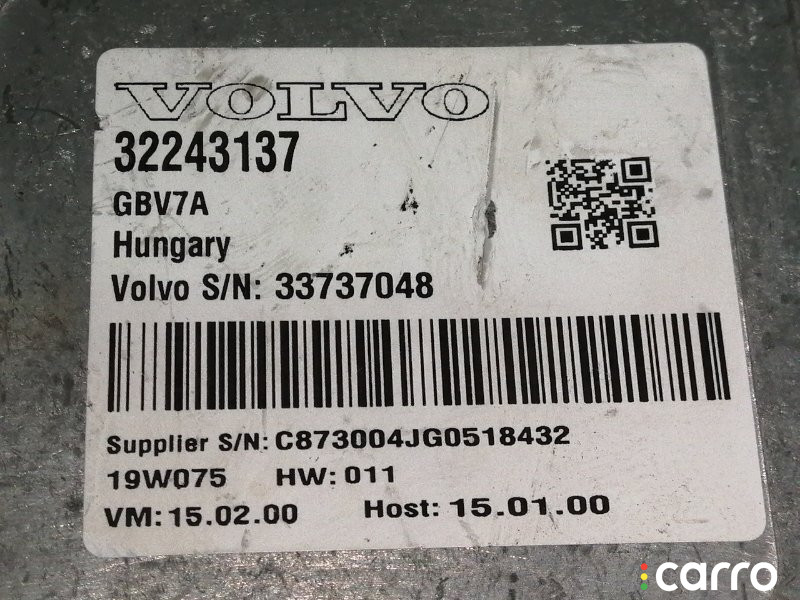 VOLVO
32243137
GBV7A
Hungary
Volvo S/N: 33737048
Supplier S/N: C873004JG0518432
19W075 HW: 011
VM: 15.02.00 Host: 15.01.00
carro